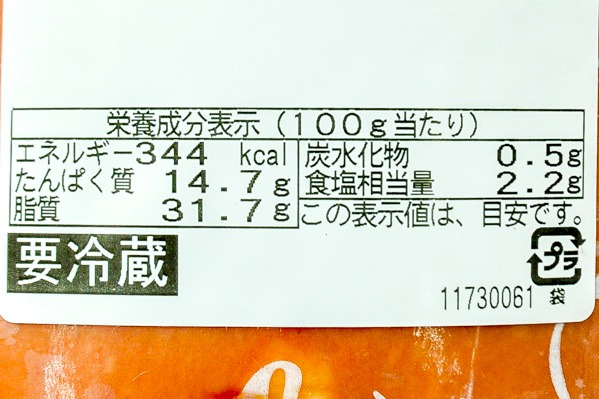 栄養成分表示（100g当たり）
エネルギー344 kcal
たんぱく質 14.7g
脂質 31.7g
炭水化物 0.5g
食塩相当量 2.2g
この表示値は、目安です。
要冷蔵
プラ
11730061 袋